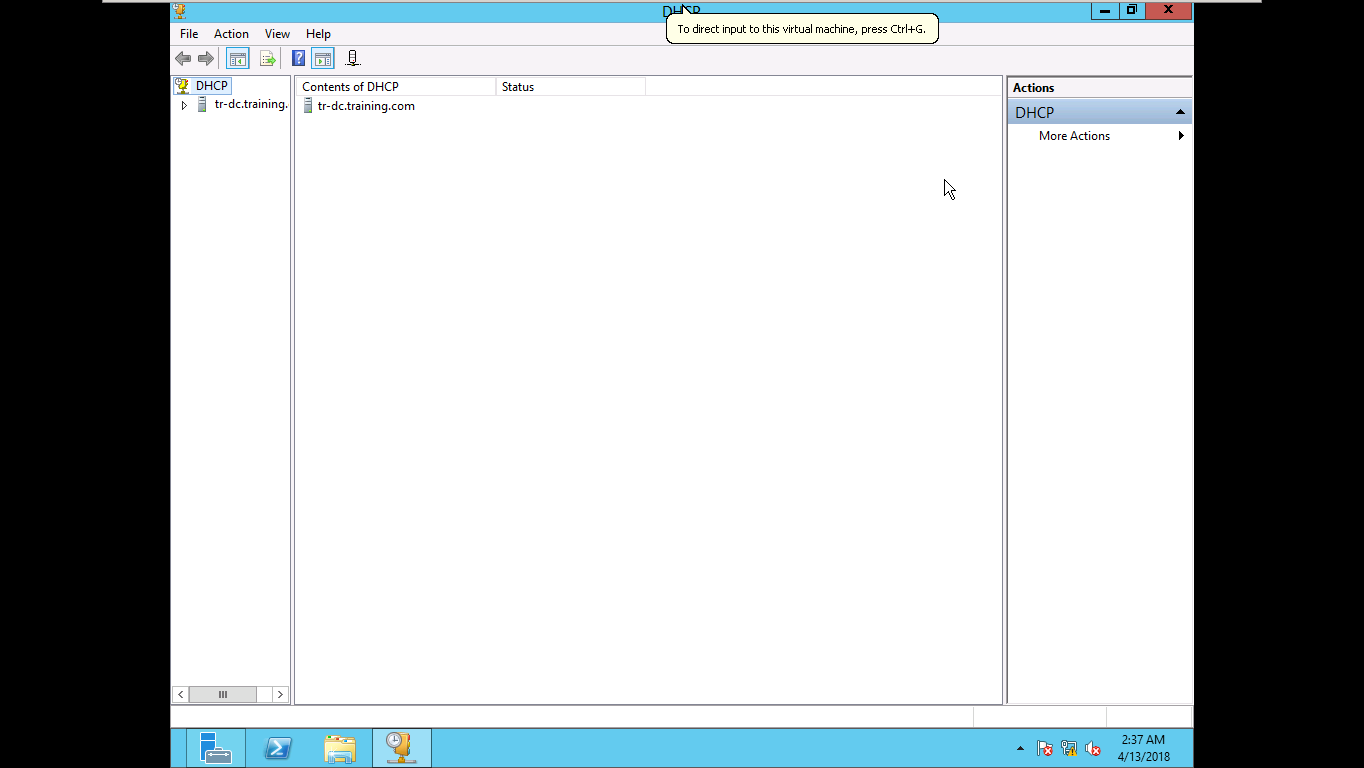 DHCP
To direct input to this virtual machine, press Ctrl+G.
File Action View Help
DHCP
tr-dc.training.
Contents of DHCP Status
tr-dc.training.com
Actions
DHCP
More Actions
2:37 AM
4/13/2018